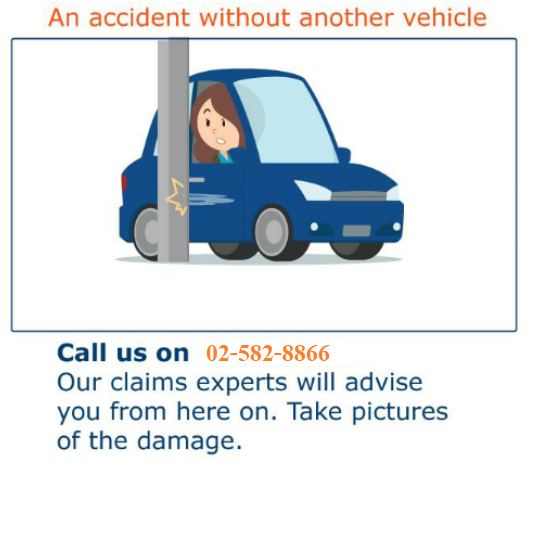 An accident without another vehicle
Call us on 02-582-8866
Our claims experts will advise
you from here on. Take pictures
of the damage.